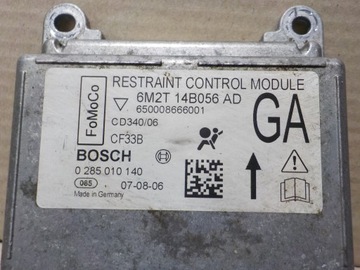 FoMoCo
RESTRAINT CONTROL MODULE
6M2T 14B056 AD
650008666001
CD340/06
CF33B
GA
BOSCH
0 285 010 140
085 07-08-06
Made in Germany